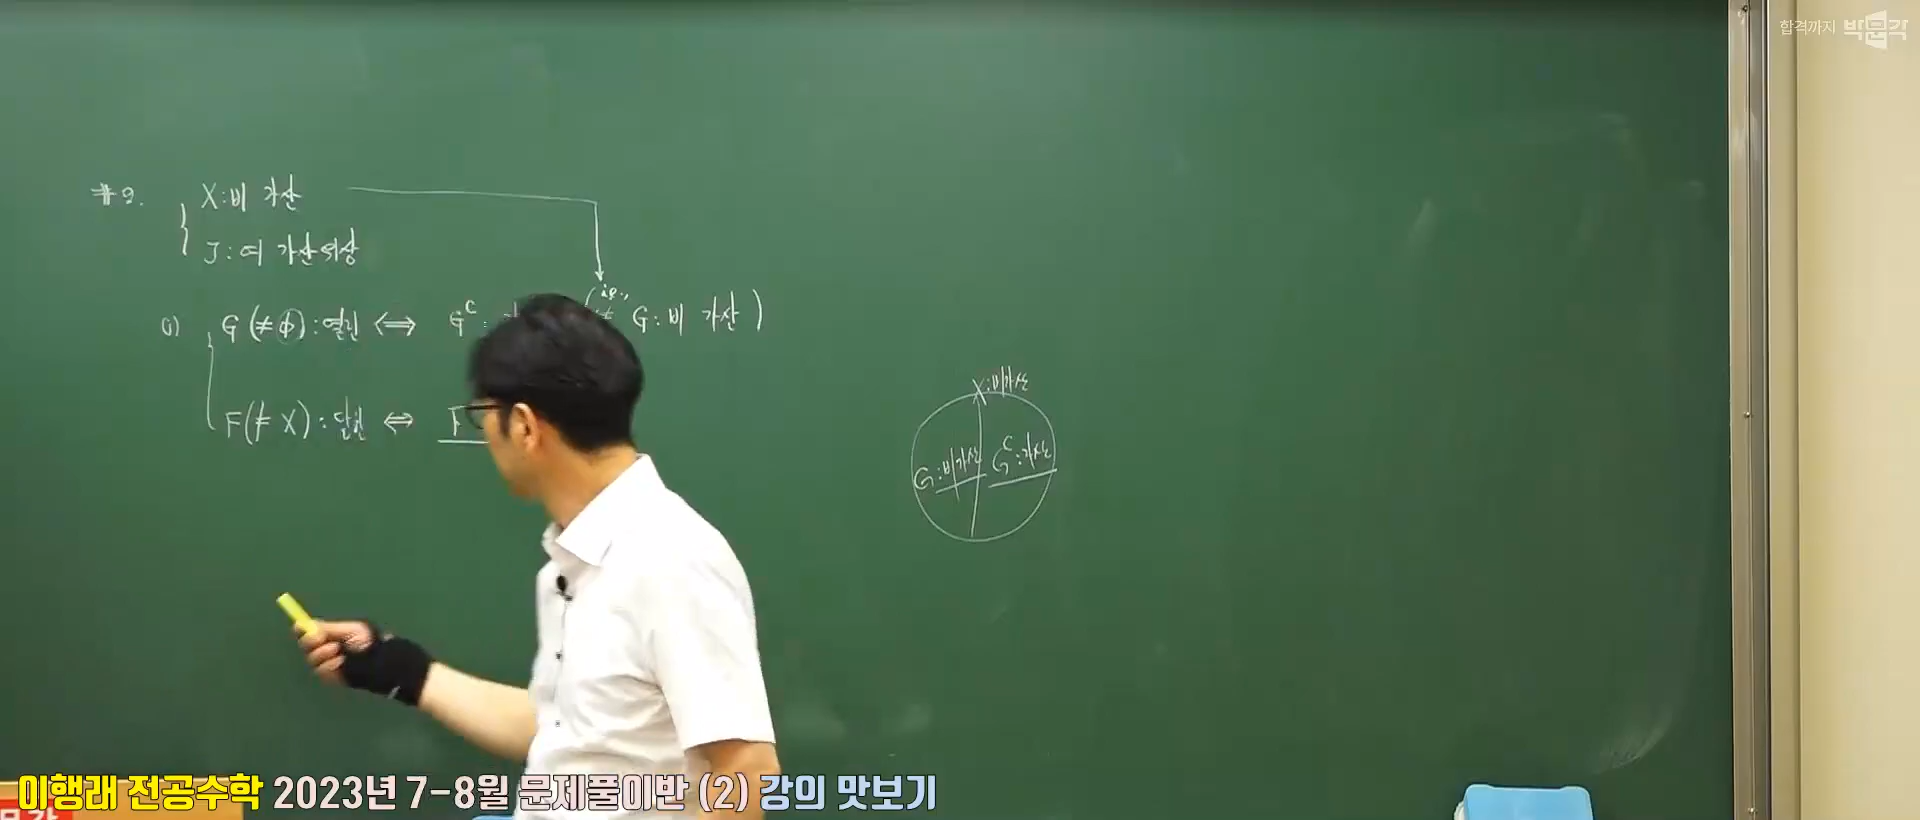 합격까지 박문각
#9. X:비 가산
J:여 가산위상
(i) G(≠φ):열린 ⇔ G^c: (i.e., G:비 가산)
F(≠X):닫힌 ⇔ F
X:비가산
G:비가산 G^c:가산
이행래 전공수학 2023년 7-8월 문제풀이반 (2) 강의 맛보기